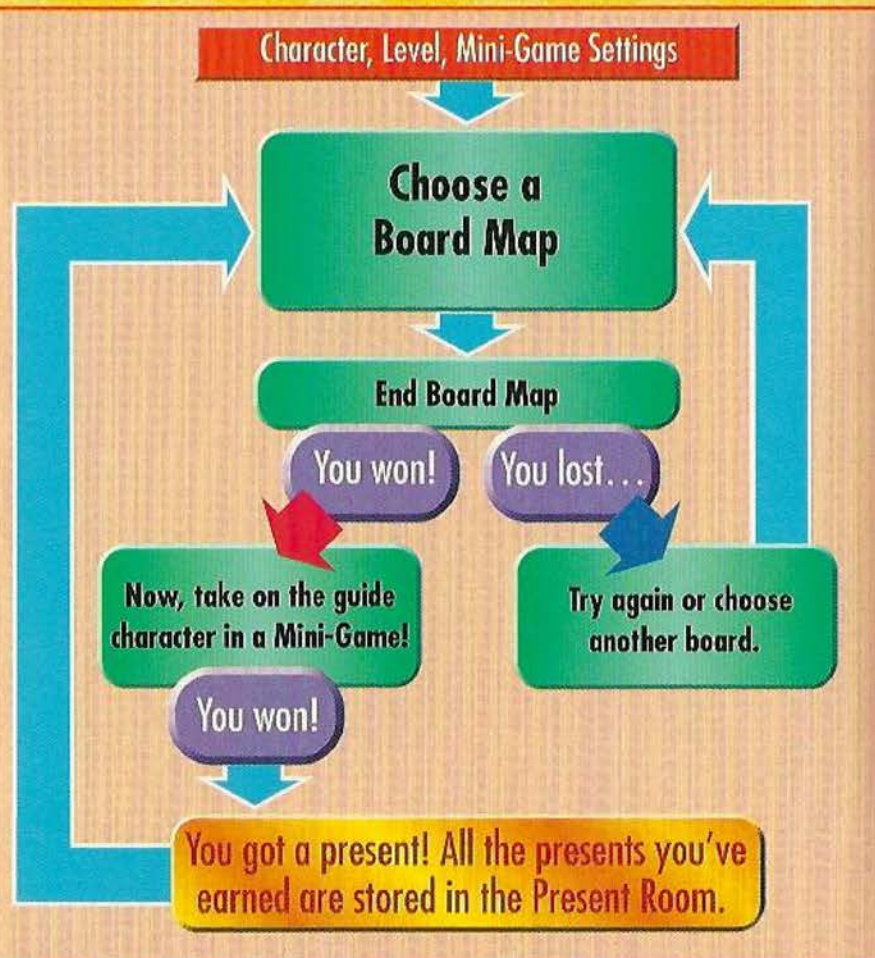 Character, Level, Mini-Game Settings
Choose a
Board Map
End Board Map
You won!
You lost...
Now, take on the guide
character in a Mini-Game!
Try again or choose
another board.
You won!
You got a present! All the presents you've
earned are stored in the Present Room.